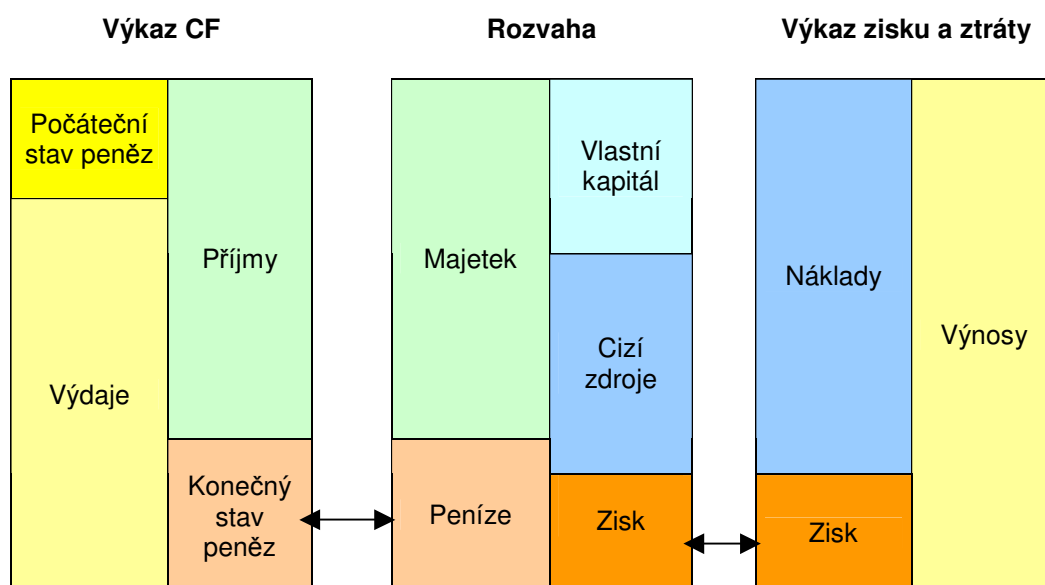 Výkaz CF
Rozvaha
Výkaz zisku a ztráty
Počáteční
stav peněz
Výdaje
Příjmy
Konečný
stav
peněz
Majetek
Peníze
Vlastní
kapitál
Cizí
zdroje
Zisk
Náklady
Zisk
Výnosy